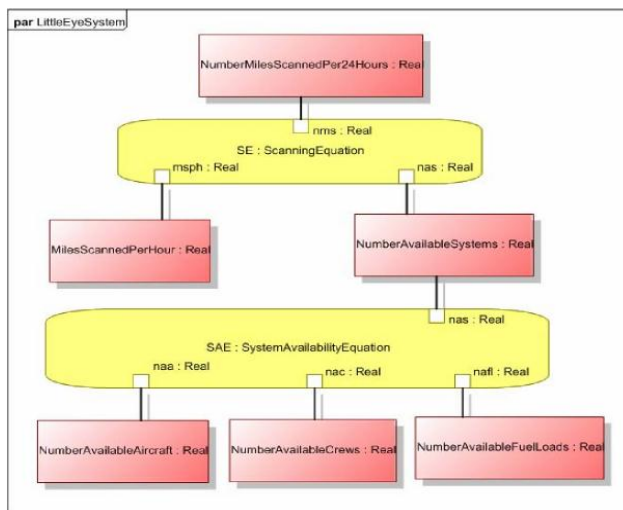 par LittleEyeSystem
NumberMilesScannedPer24Hours : Real
nms : Real
SE : ScanningEquation
msph : Real
nas : Real
MilesScannedPerHour : Real
NumberAvailableSystems : Real
nas : Real
SAE : SystemAvailabilityEquation
naa : Real
nac : Real
nafl : Real
NumberAvailableAircraft : Real
NumberAvailableCrews : Real
NumberAvailableFuelLoads : Real